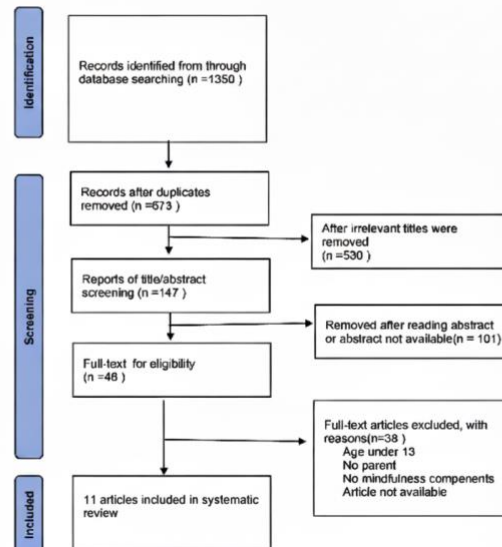 Identification
Records identified from through
database searching (n =1350 )
Screening
Records after duplicates
removed (n =673 )
After irrelevant titles were
removed
(n =530 )
Reports of title/abstract
screening (n =147 )
Removed after reading abstract
or abstract not available(n = 101)
Full-text for eligibility
(n =46 )
Full-text articles excluded, with
reasons(n=38 )
Age under 13
No parent
No mindfulness compenents
Article not available
Included
11 articles included in systematic
review